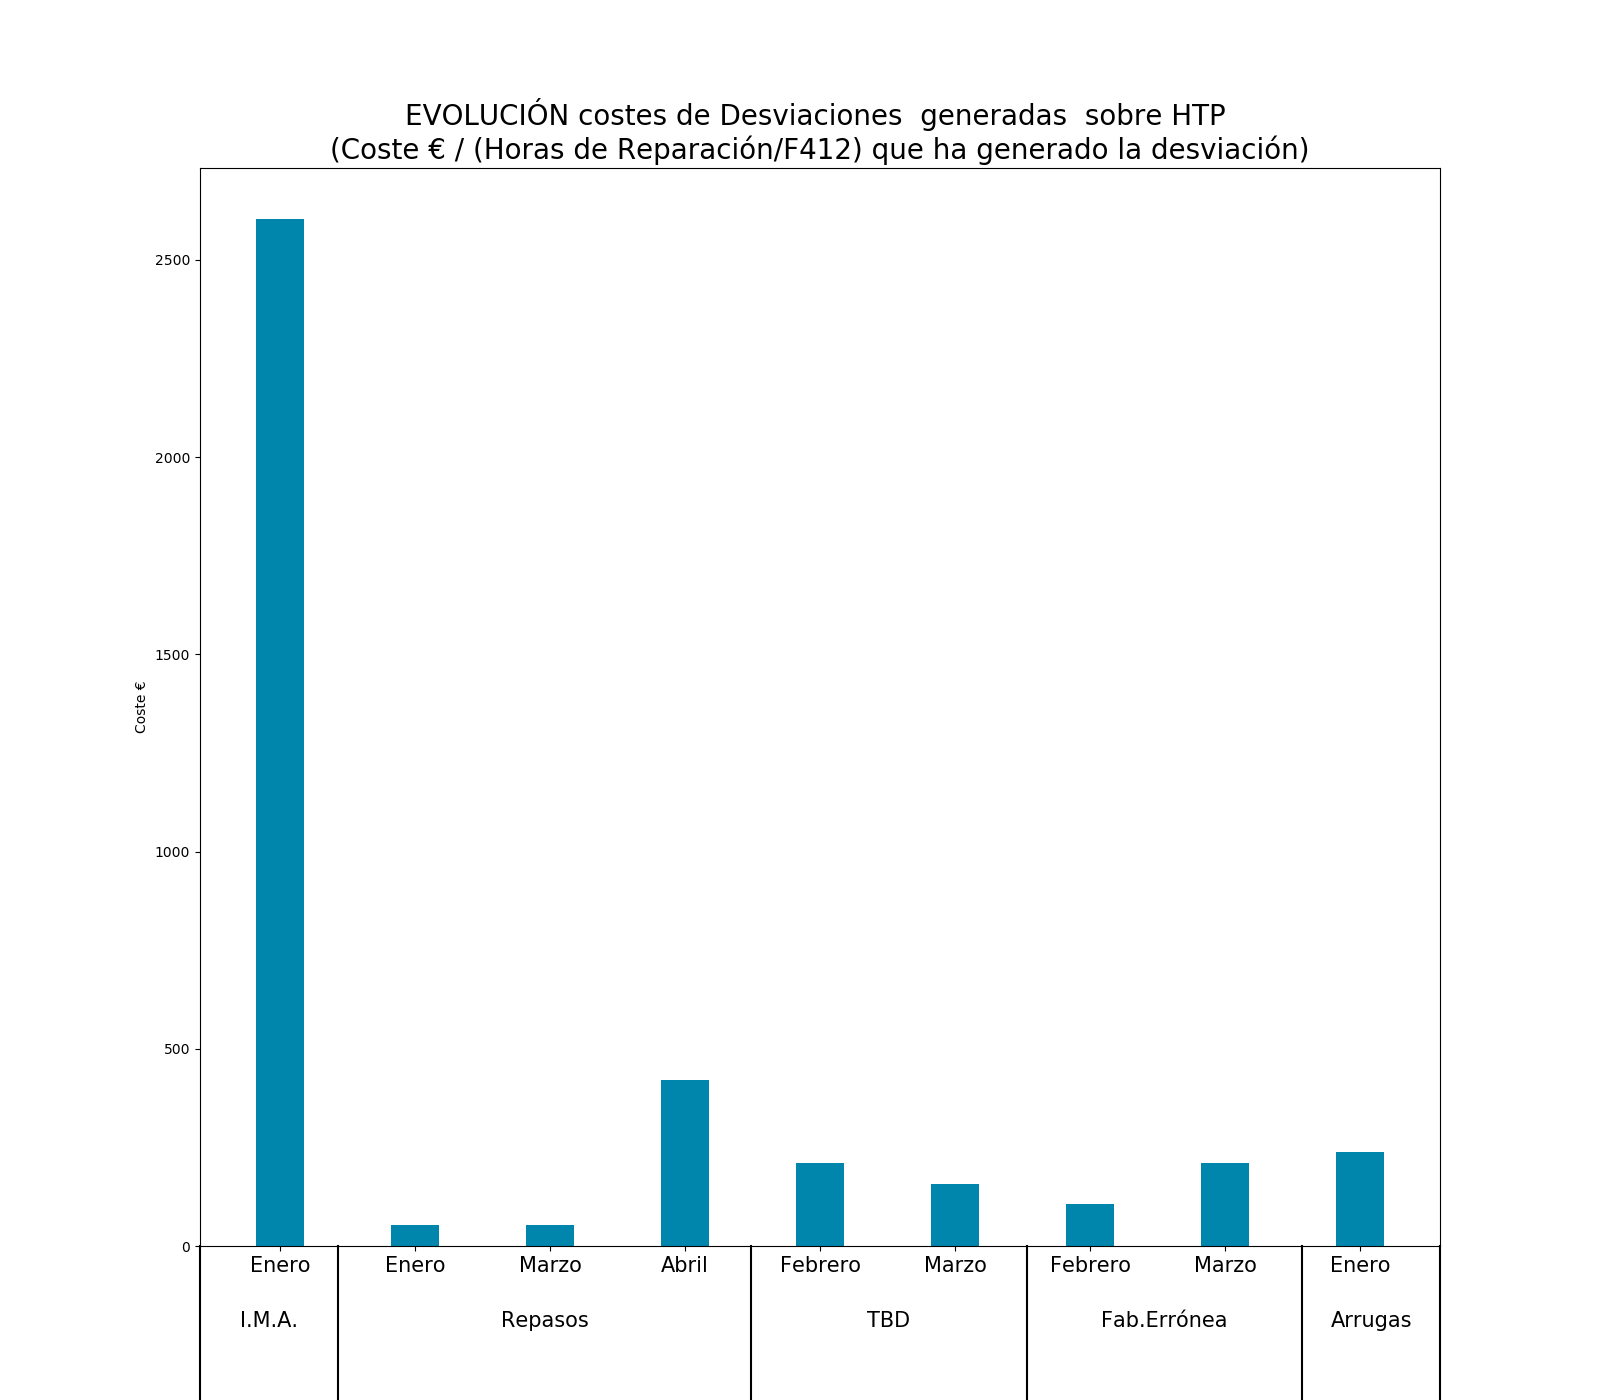 EVOLUCIÓN costes de Desviaciones  generadas  sobre HTP
(Coste € / (Horas de Reparación/F412) que ha generado la desviación)
2500
2000
1500
1000
500
0
Coste €
Enero Enero Marzo Abril Febrero Marzo Febrero Marzo Enero
I.M.A. Repasos TBD Fab.Errónea Arrugas